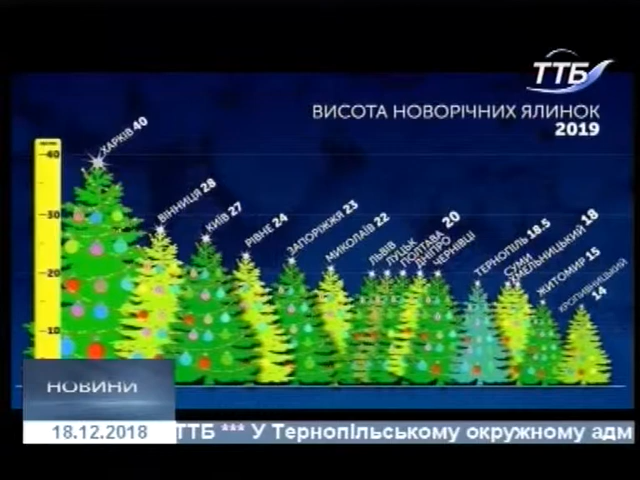 ТТБ
ВИСОТА НОВОРІЧНИХ ЯЛИНОК
2019
40
30
20
10
ХАРКІВ 40
ВІННИЦЯ 28
КИЇВ 27
РІВНЕ 24
ЗАПОРІЖЖЯ 23
МИКОЛАЇВ 22
ЛЬВІВ
ЛУЦЬК
ПОЛТАВА 20
ДНІПРО
ЧЕРНІВЦІ
ТЕРНОПІЛЬ 18.5
СУМИ
ХМЕЛЬНИЦЬКИЙ 18
ЖИТОМИР 15
КРОПИВНИЦЬКИЙ
14
НОВИНИ
18.12.2018
ТТБ *** У Тернопільському окружному адм